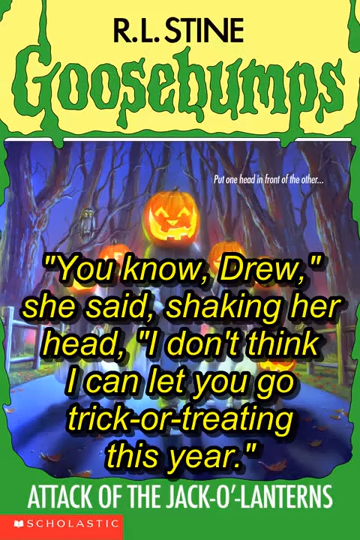 R.L. STINE
Goosebumps
Put one head in front of the other...
"You know, Drew,"
she said, shaking her
head, "I don't think
I can let you go
trick-or-treating
this year."
ATTACK OF THE JACK-O'-LANTERNS
SCHOLASTIC